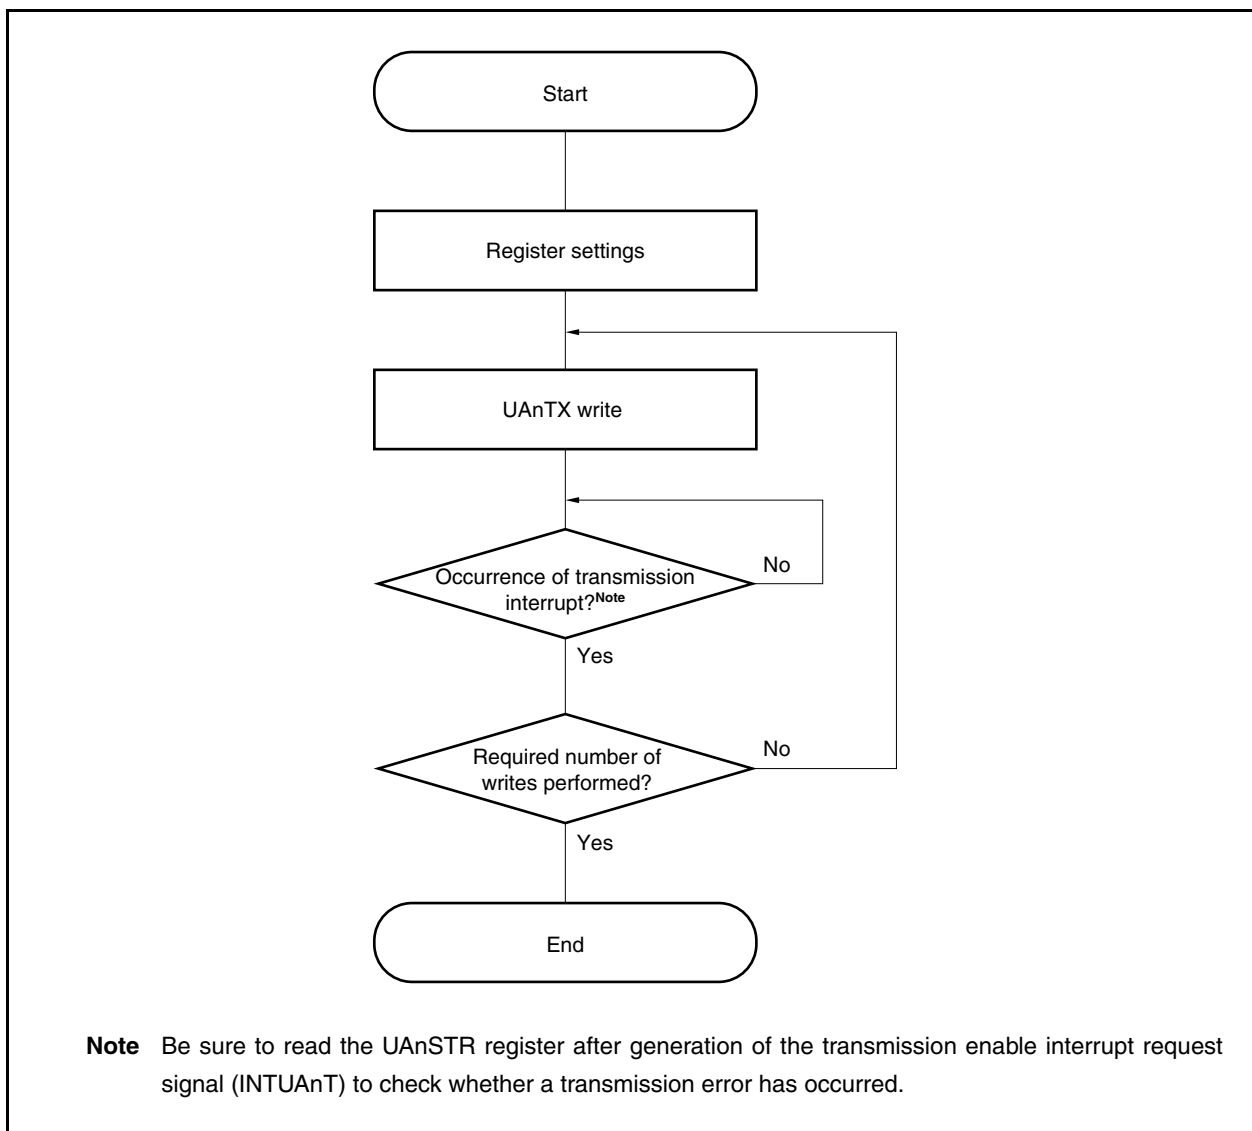 Start
Register settings
UAnTX write
Occurrence of transmission
interrupt?Note
No
Yes
Required number of
writes performed?
No
Yes
End
Note Be sure to read the UAnSTR register after generation of the transmission enable interrupt request
signal (INTUAnT) to check whether a transmission error has occurred.